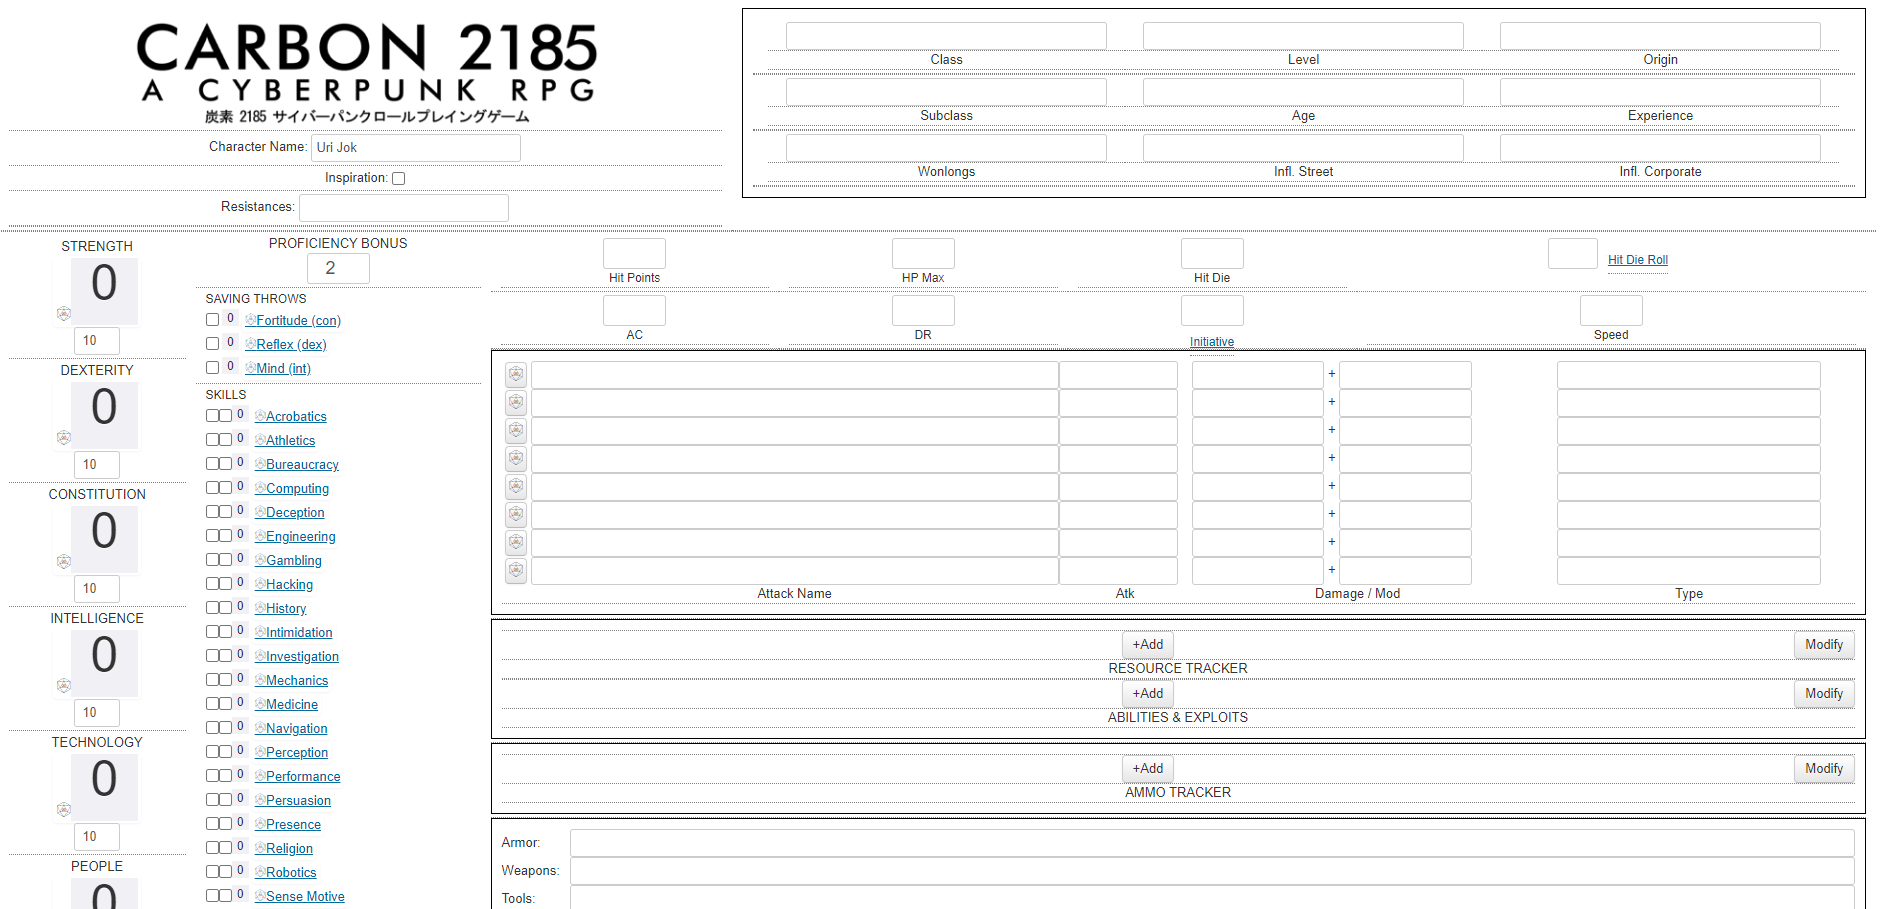 CARBON 2185
A CYBERPUNK RPG
炭素 2185 サイバーパンクロールプレイングゲーム
Character Name: Uri Jok
Inspiration:
Resistances:
Class Level Origin
Subclass Age Experience
Wonlongs Infl. Street Infl. Corporate
STRENGTH
0
10
DEXTERITY
0
10
CONSTITUTION
0
10
INTELLIGENCE
0
10
TECHNOLOGY
0
10
PEOPLE
0
PROFICIENCY BONUS
2
SAVING THROWS
0 Fortitude (con)
0 Reflex (dex)
0 Mind (int)
SKILLS
0 Acrobatics
0 Athletics
0 Bureaucracy
0 Computing
0 Deception
0 Engineering
0 Gambling
0 Hacking
0 History
0 Intimidation
0 Investigation
0 Mechanics
0 Medicine
0 Navigation
0 Perception
0 Performance
0 Persuasion
0 Presence
0 Religion
0 Robotics
0 Sense Motive
Hit Points HP Max Hit Die Hit Die Roll
AC DR Initiative Speed
+
+
+
+
+
+
+
+
Attack Name Atk Damage / Mod Type
+Add Modify
RESOURCE TRACKER
+Add Modify
ABILITIES & EXPLOITS
+Add Modify
AMMO TRACKER
Armor:
Weapons:
Tools: